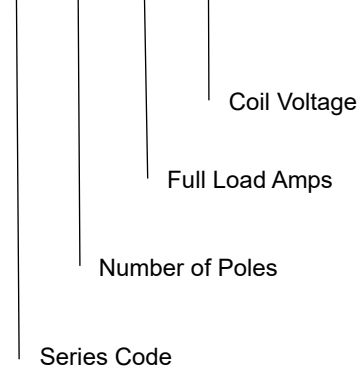 Coil Voltage
Full Load Amps
Number of Poles
Series Code